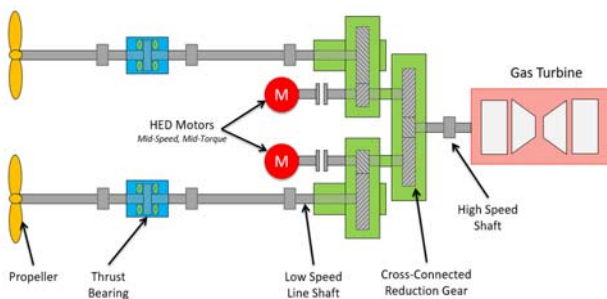 Gas Turbine
M
HED Motors
Mid-Speed, Mid-Torque
M
High Speed
Shaft
Propeller
Thrust
Bearing
Low Speed
Line Shaft
Cross-Connected
Reduction Gear